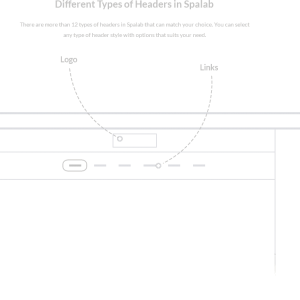 Different Types of Headers in Spalab
There are more than 12 types of headers in Spalab that can match your choice. You can select
any type of header style with options that suits your need.
Logo
Links